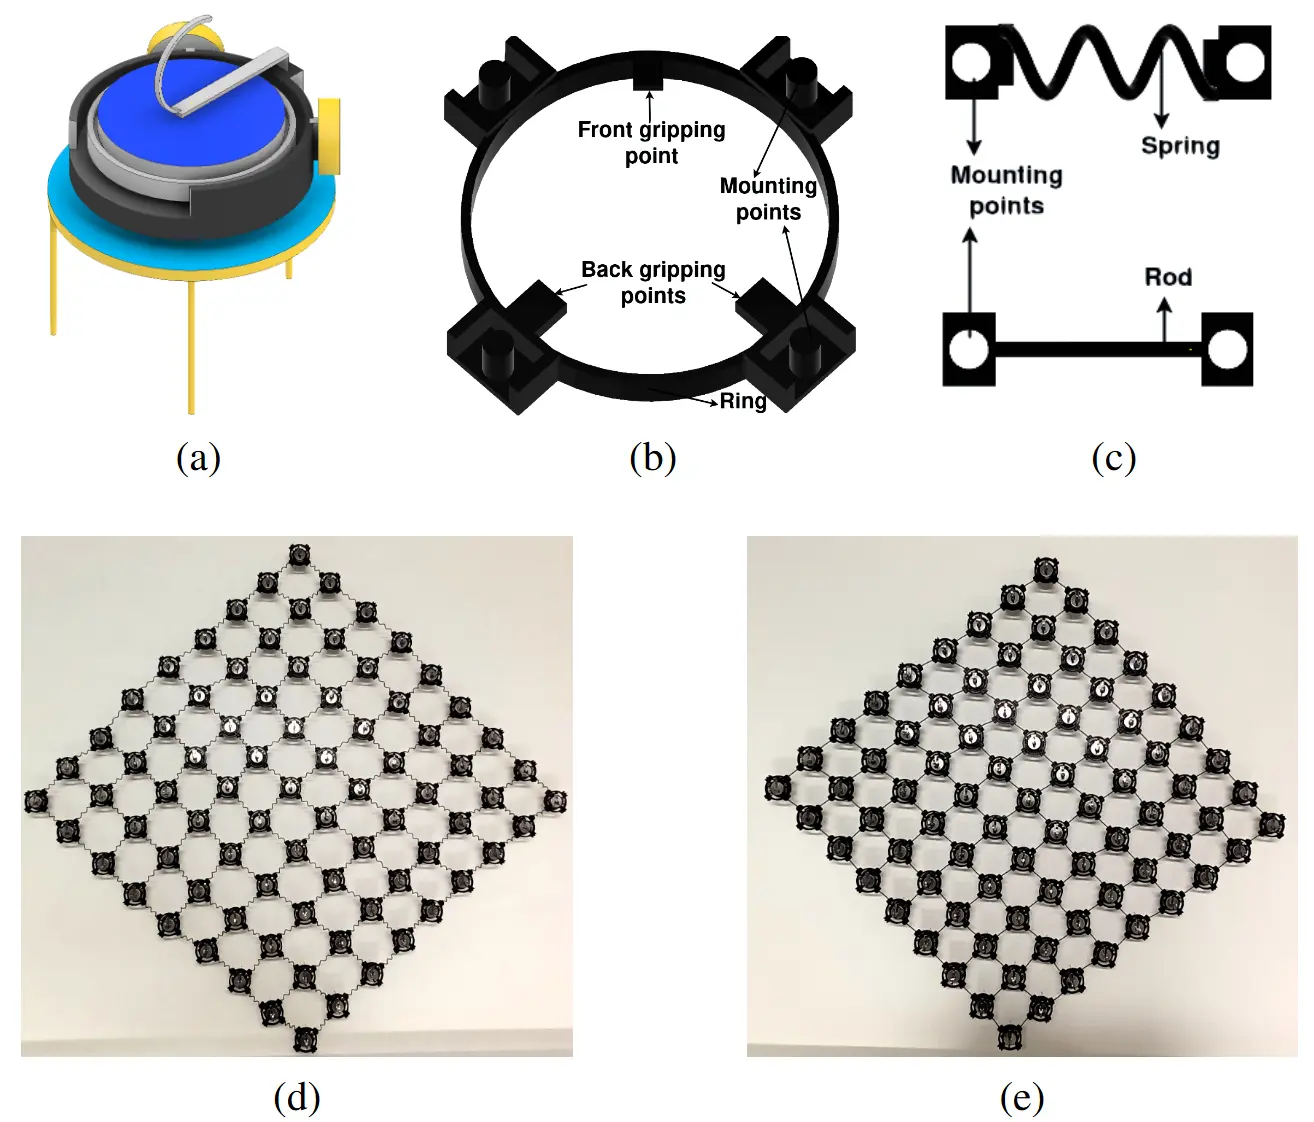 Front gripping
point
Mounting
points
Back gripping
points
Ring
Spring
Mounting
points
Rod
(a)
(b)
(c)
(d)
(e)